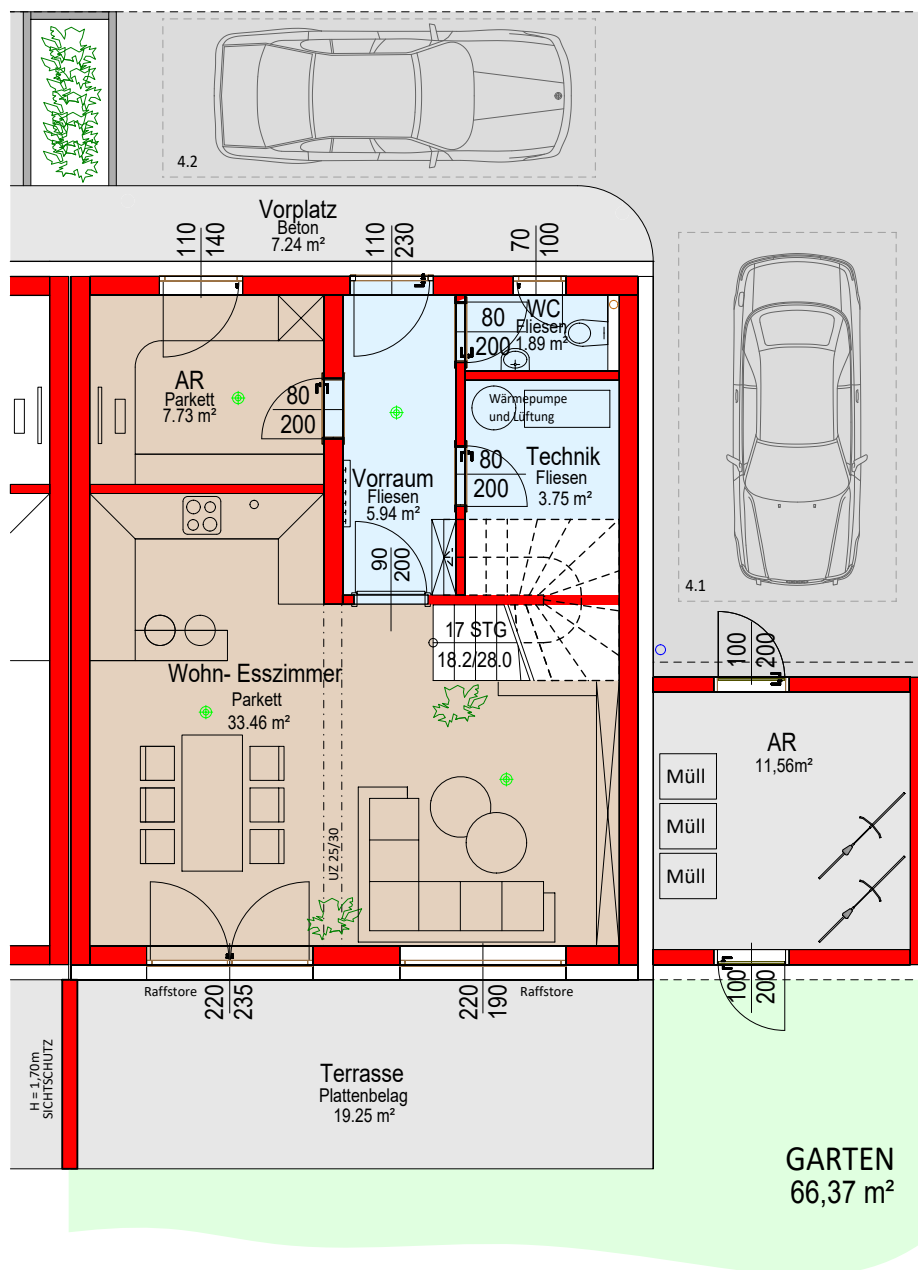 4.2
Vorplatz
Beton
7.24 m²
110
140
110
230
70
100
AR
Parkett
7.73 m²
80
200
80
200
WC
Fliesen
1.89 m²
Wärmepumpe
und Lüftung
Vorraum
Fliesen
5.94 m²
80
200
Technik
Fliesen
3.75 m²
90
200
4.1
17 STG
18.2/28.0
100
200
Wohn- Esszimmer
Parkett
33.46 m²
AR
11,56m²
Müll
Müll
Müll
UZ 25/30
Raffstore
220
235
220
190
Raffstore
100
200
H = 1,70m
SICHTSCHUTZ
Terrasse
Plattenbelag
19.25 m²
GARTEN
66,37 m²